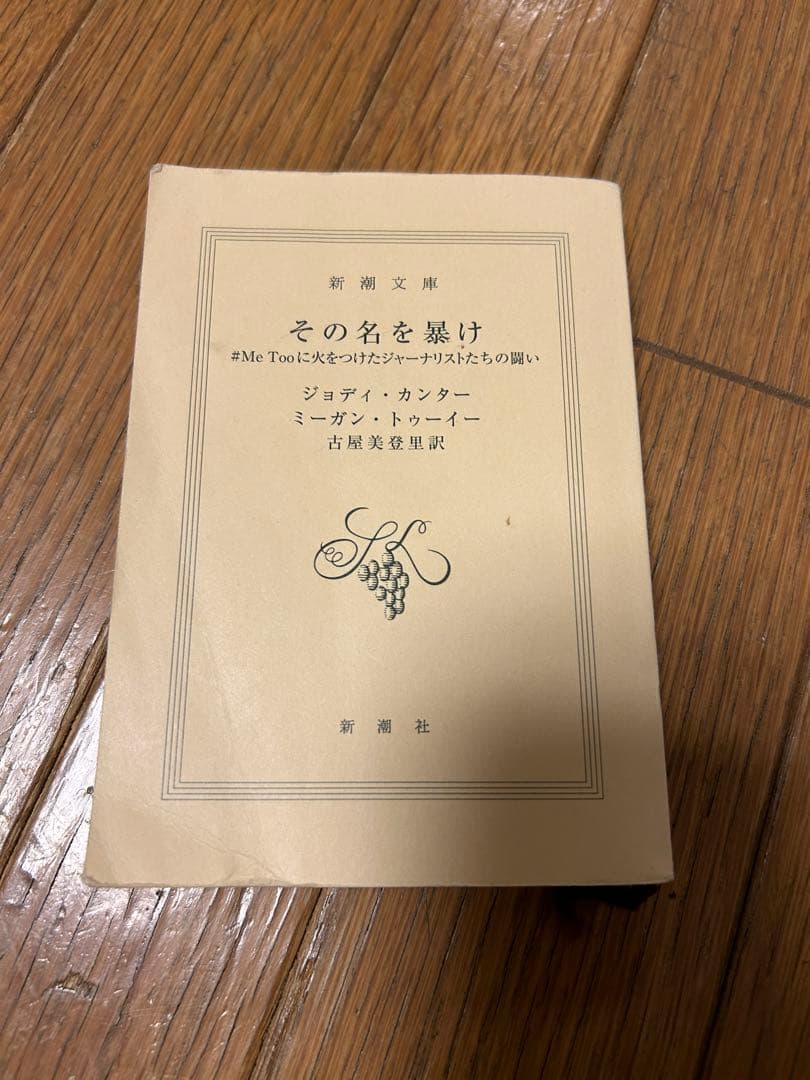 新潮文庫
その名を暴け
#Me Tooに火をつけたジャーナリストたちの闘い
ジョディ・カンター
ミーガン・トゥーイー
古屋美登里訳
SK
新潮社